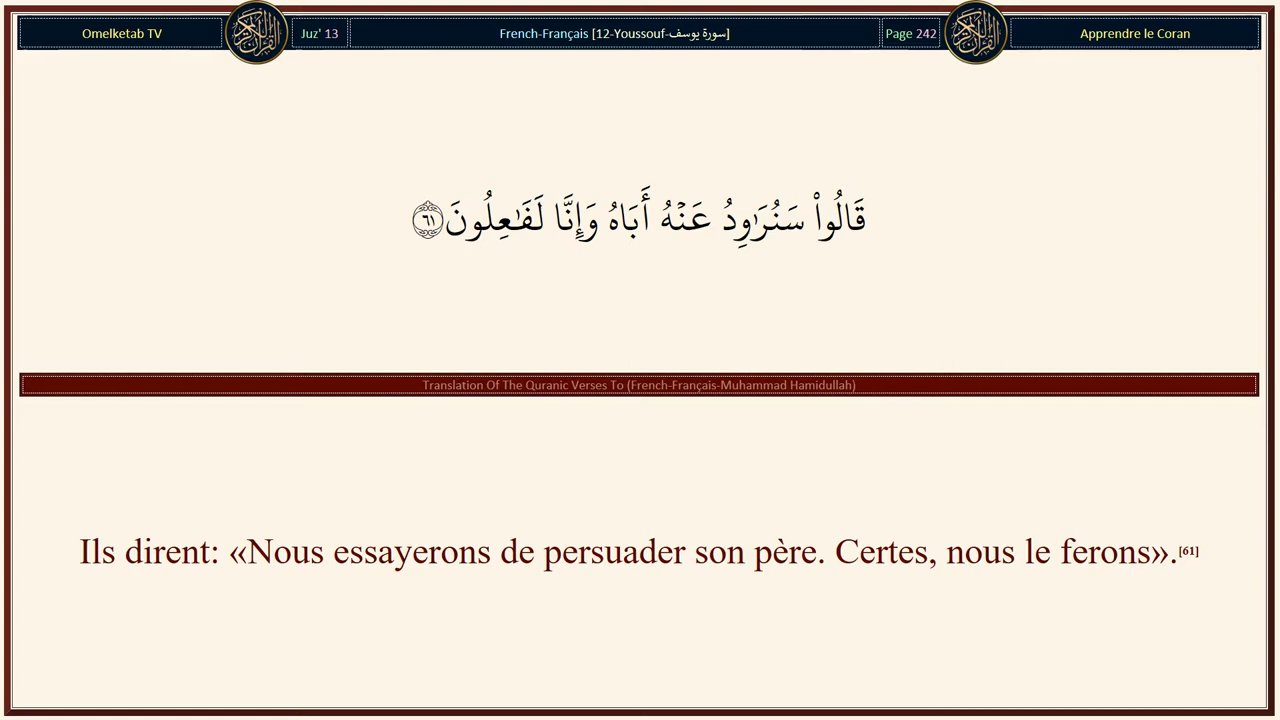 Omelketab TV
Juz' 13
French-Français [12-Youssouf-سورة يوسف]
Page 242
Apprendre le Coran
قَالُوا۟ سَنُرَٰوِدُ عَنْهُ أَبَاهُ وَإِنَّا لَفَـٰعِلُونَ ٦١
Translation Of The Quranic Verses To (French-Français-Muhammad Hamidullah)
Ils dirent: «Nous essayerons de persuader son père. Certes, nous le ferons».[61]